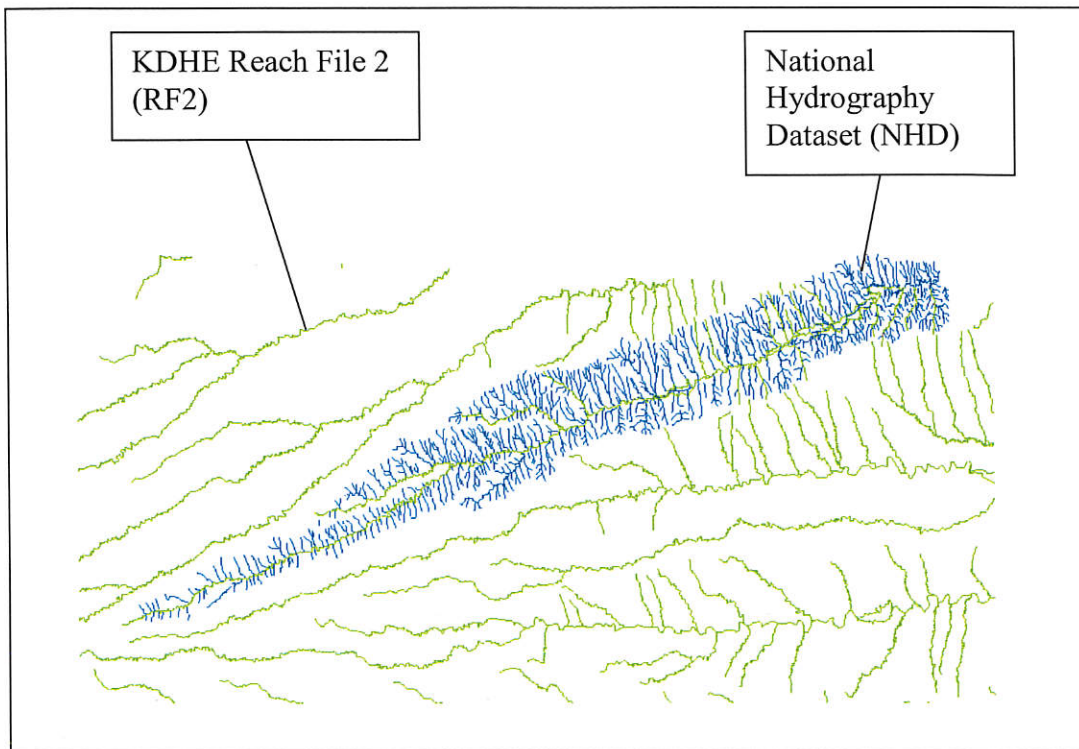 KDHE Reach File 2
(RF2)
National
Hydrography
Dataset (NHD)